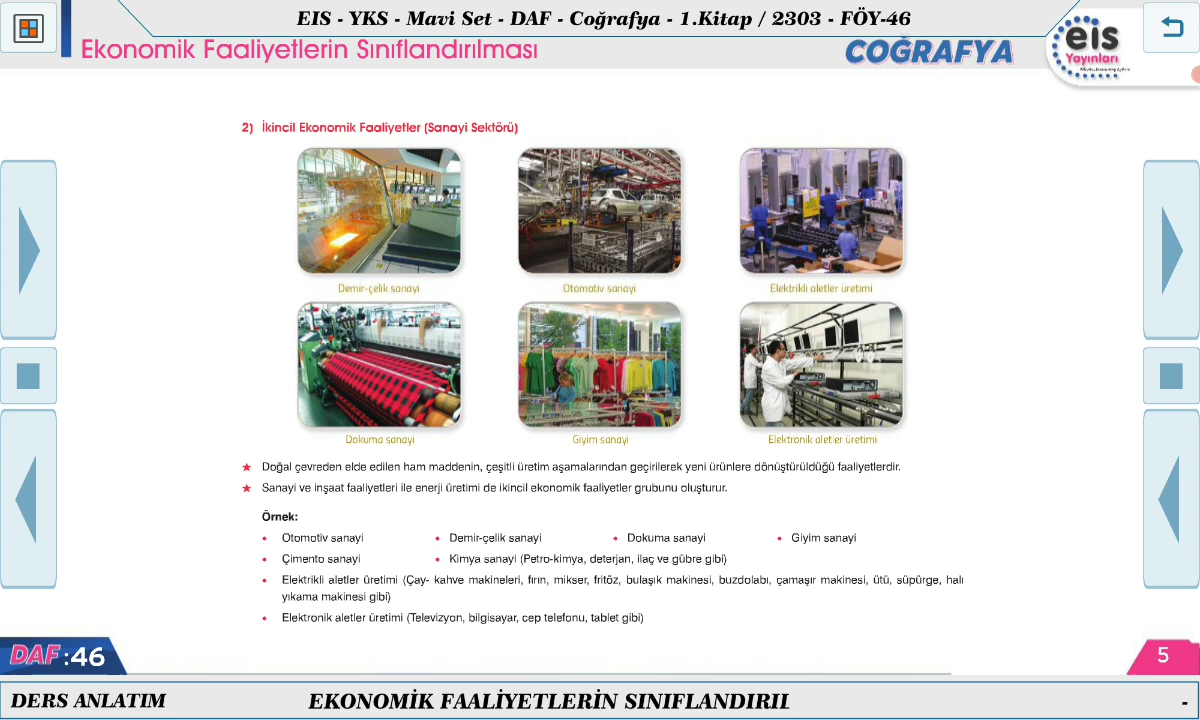 EIS - YKS - Mavi Set - DAF - Coğrafya - 1.Kitap / 2303 - FÖY-46
Ekonomik Faaliyetlerin Sınıflandırılması
COĞRAFYA
eis
Yayınları
2) İkincil Ekonomik Faaliyetler (Sanayi Sektörü)
Demir-çelik sanayi
Otomotiv sanayi
Elektrikli aletler üretimi
Dokuma sanayi
Giyim sanayi
Elektronik aletler üretimi
★ Doğal çevreden elde edilen ham maddenin, çeşitli üretim aşamalarından geçirilerek yeni ürünlere dönüştürüldüğü faaliyetlerdir.
★ Sanayi ve inşaat faaliyetleri ile enerji üretimi de ikincil ekonomik faaliyetler grubunu oluşturur.
Örnek:
• Otomotiv sanayi • Demir-çelik sanayi • Dokuma sanayi • Giyim sanayi
• Çimento sanayi • Kimya sanayi (Petro-kimya, deterjan, ilaç ve gübre gibi)
• Elektrikli aletler üretimi (Çay- kahve makineleri, fırın, mikser, fritöz, bulaşık makinesi, buzdolabı, çamaşır makinesi, ütü, süpürge, halı
yıkama makinesi gibi)
• Elektronik aletler üretimi (Televizyon, bilgisayar, cep telefonu, tablet gibi)
DAF :46
5
DERS ANLATIM
EKONOMİK FAALİYETLERİN SINIFLANDIRII
-